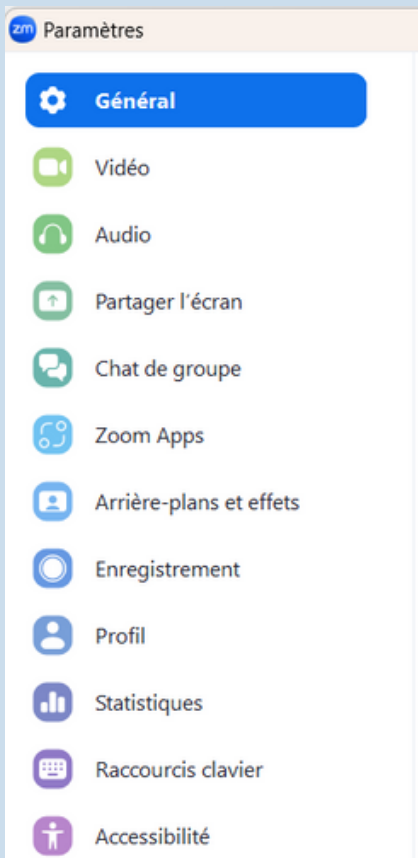 zm Paramètres
Général
Vidéo
Audio
Partager l'écran
Chat de groupe
Zoom Apps
Arrière-plans et effets
Enregistrement
Profil
Statistiques
Raccourcis clavier
Accessibilité